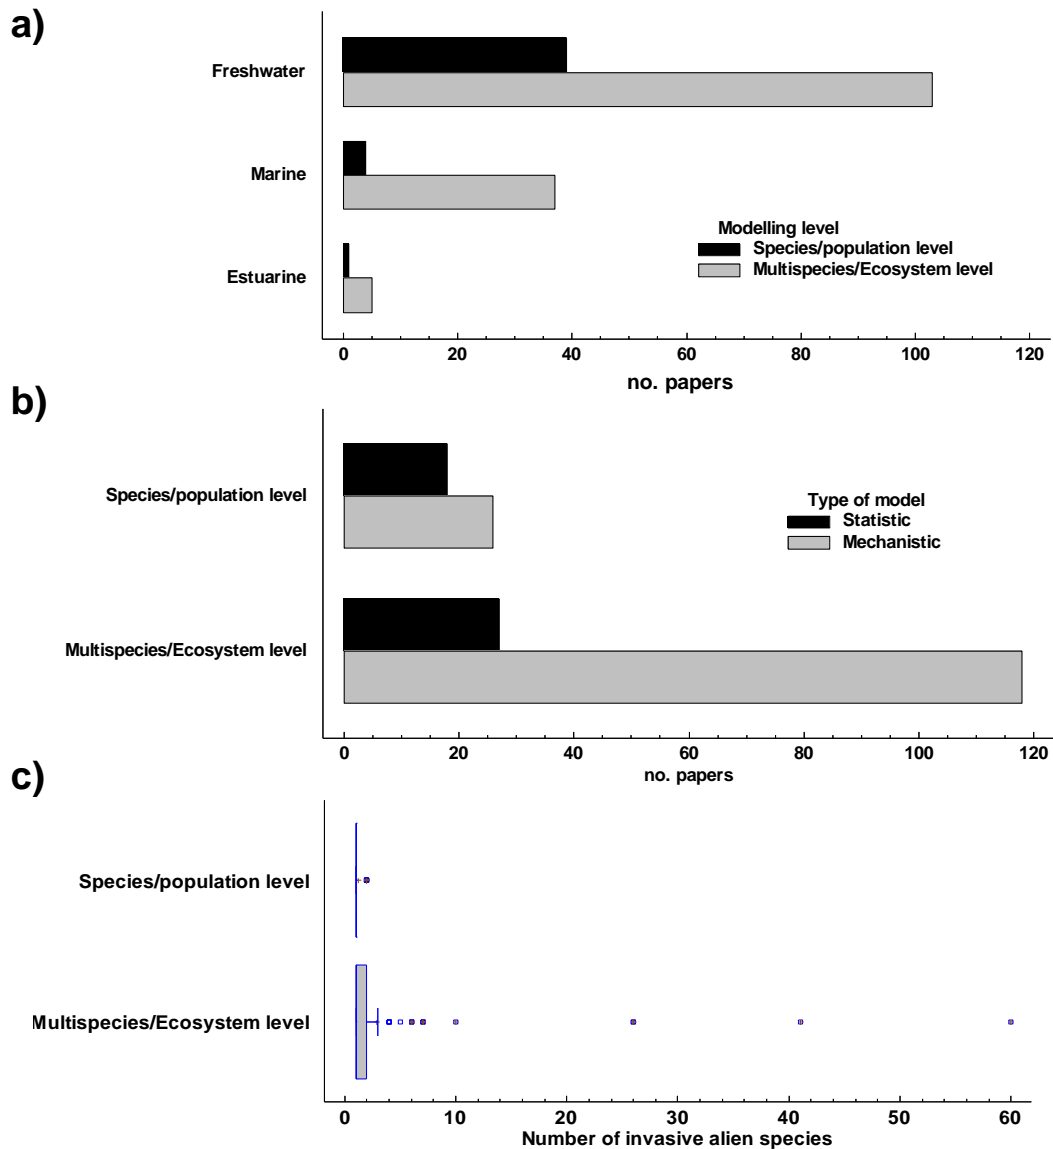 a)
Freshwater
Marine
Estuarine
Modelling level
Species/population level
Multispecies/Ecosystem level
0 20 40 60 80 100 120
no. papers
b)
Species/population level
Multispecies/Ecosystem level
Type of model
Statistic
Mechanistic
0 20 40 60 80 100 120
no. papers
c)
Species/population level
Multispecies/Ecosystem level
0 10 20 30 40 50 60
Number of invasive alien species